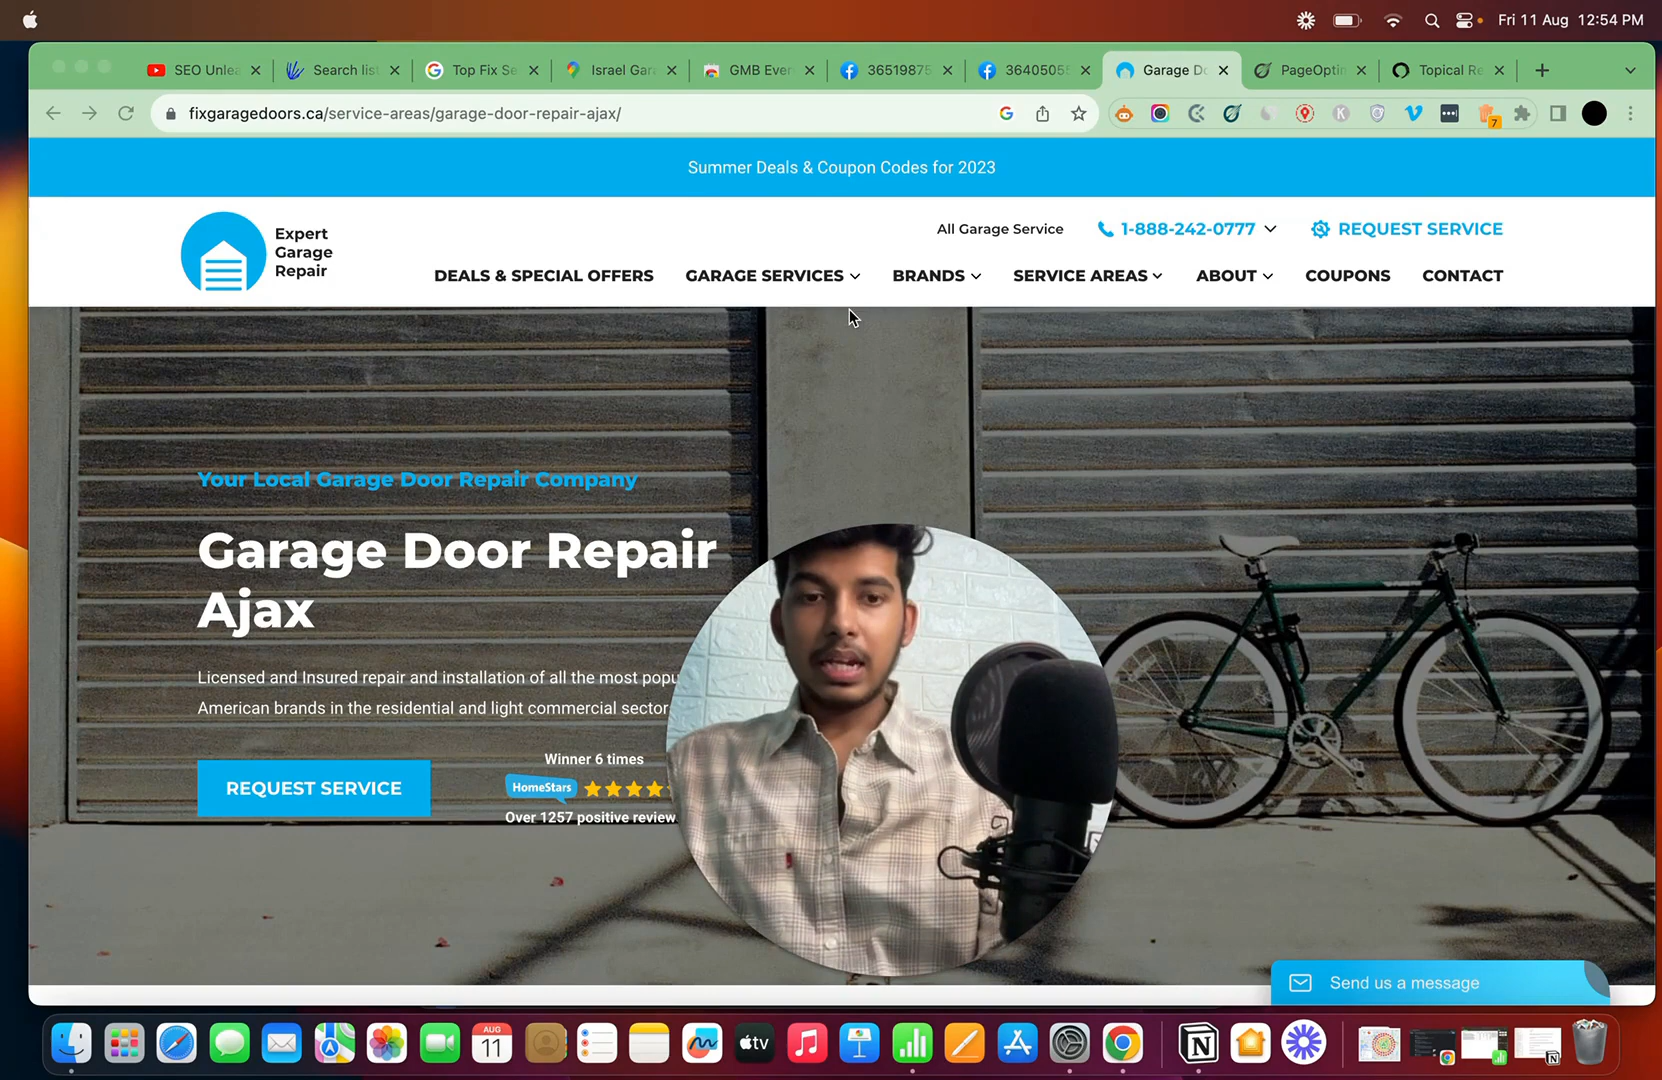 Fri 11 Aug 12:54 PM
SEO Unlea
Search list
Top Fix Se
Israel Gara
GMB Ever
36519875
36405055
Garage Do
PageOptim
Topical Re
fixgaragedoors.ca/service-areas/garage-door-repair-ajax/
7
Summer Deals & Coupon Codes for 2023
Expert
Garage
Repair
All Garage Service
1-888-242-0777
REQUEST SERVICE
DEALS & SPECIAL OFFERS
GARAGE SERVICES
BRANDS
SERVICE AREAS
ABOUT
COUPONS
CONTACT
Your Local Garage Door Repair Company
Garage Door Repair
Ajax
Licensed and Insured repair and installation of all the most popu
American brands in the residential and light commercial sector
REQUEST SERVICE
Winner 6 times
HomeStars
Over 1257 positive review
Send us a message
AUG
11
tv